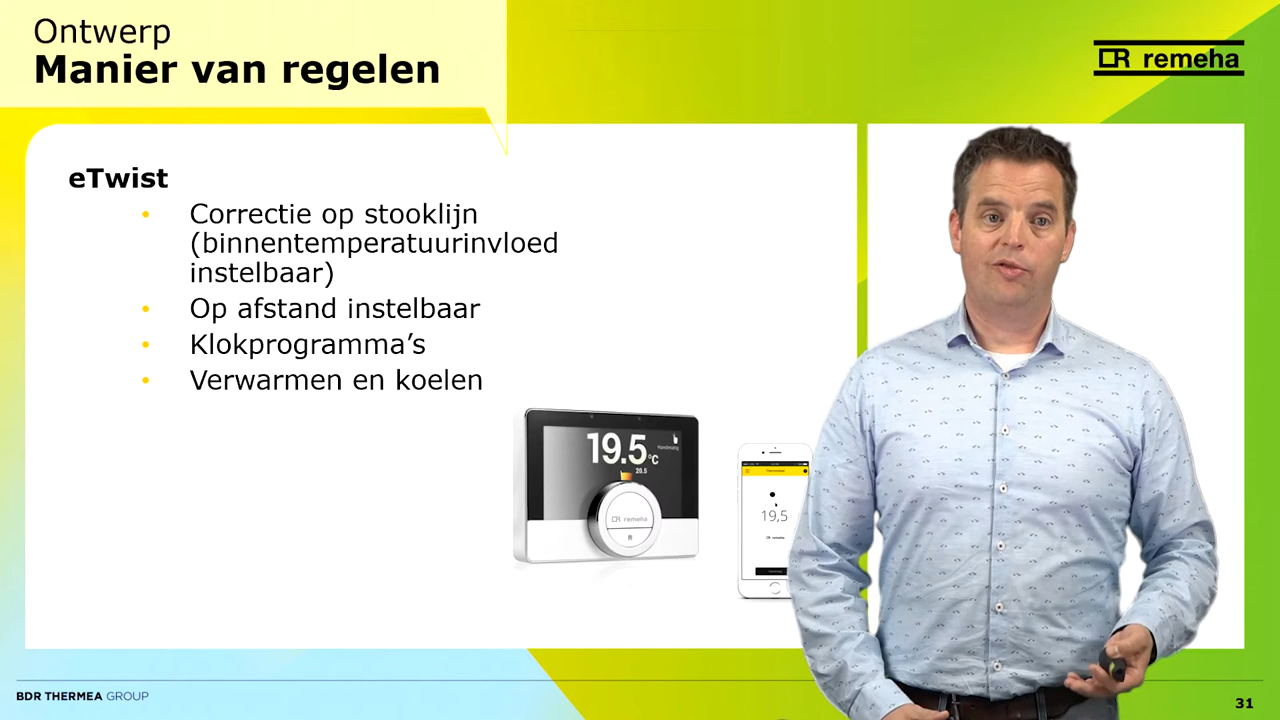 Ontwerp
Manier van regelen
remeha
eTwist
• Correctie op stooklijn
(binnentemperatuurinvloed
instelbaar)
• Op afstand instelbaar
• Klokprogramma’s
• Verwarmen en koelen
19.5 °C
20.5
remeha
19,5
remeha
BDR THERMEA GROUP
31